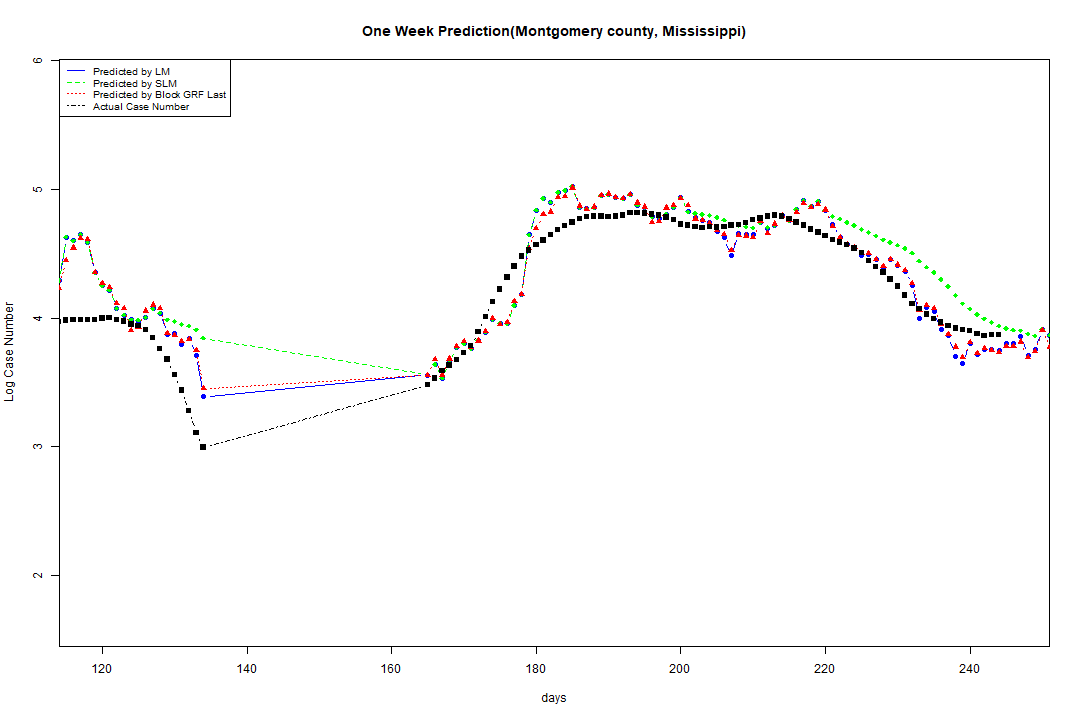 One Week Prediction(Montgomery county, Mississippi)
Predicted by LM
Predicted by SLM
Predicted by Block GRF Last
Actual Case Number
6
5
4
3
2
Log Case Number
120 140 160 180 200 220 240
days